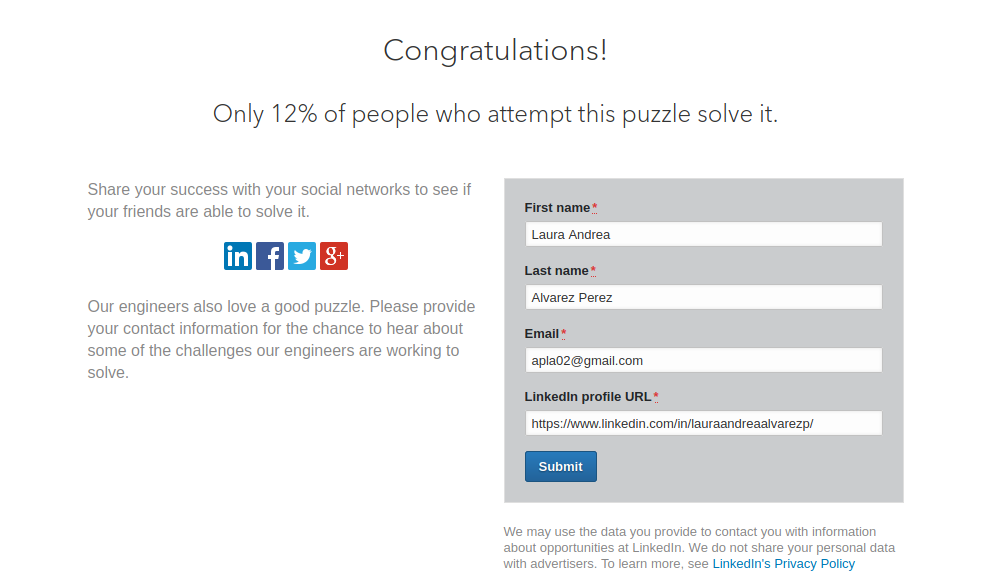 Congratulations!
Only 12% of people who attempt this puzzle solve it.
Share your success with your social networks to see if
your friends are able to solve it.
in f g+
Our engineers also love a good puzzle. Please provide
your contact information for the chance to hear about
some of the challenges our engineers are working to
solve.
First name*
Laura Andrea
Last name*
Alvarez Perez
Email*
apla02@gmail.com
LinkedIn profile URL*
https://www.linkedin.com/in/lauraandreaalvarezp/
Submit
We may use the data you provide to contact you with information
about opportunities at LinkedIn. We do not share your personal data
with advertisers. To learn more, see LinkedIn's Privacy Policy